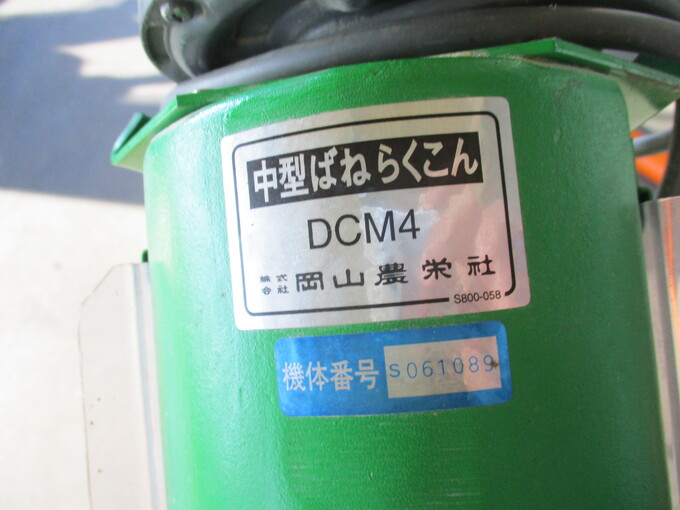 中型ばねらくこん
DCM4
株式会社 岡山農栄社
S800-058
機体番号 S061089